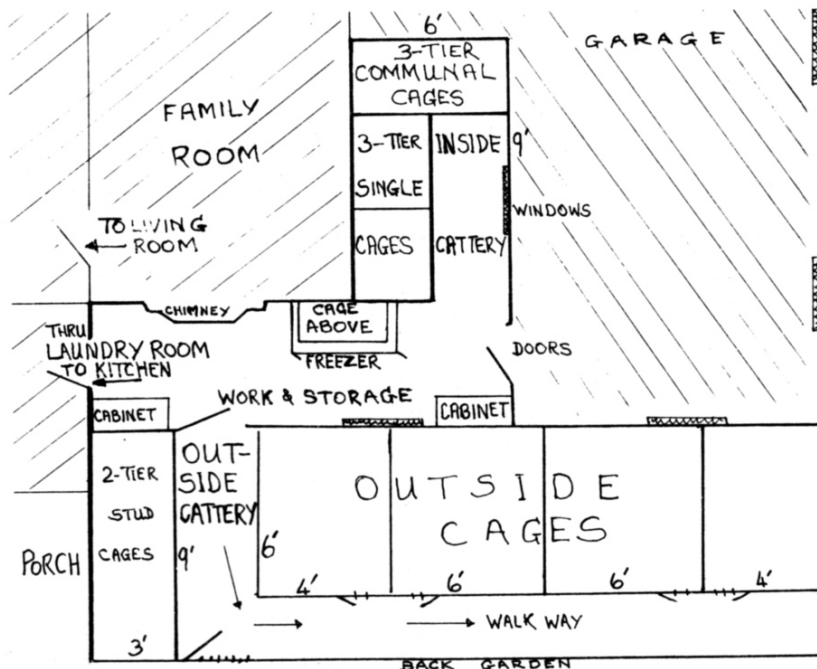 6'
3-TIER
COMMUNAL
CAGES
GARAGE
FAMILY
ROOM
3-TIER
SINGLE
CAGES
INSIDE
CATTERY
9'
WINDOWS
TO LIVING
ROOM
CHIMNEY
CAGE
ABOVE
FREEZER
DOORS
THRU
LAUNDRY ROOM
TO KITCHEN
WORK & STORAGE
CABINET
CABINET
2-TIER
STUD
CAGES
9'
3'
OUT-
SIDE
CATTERY
6'
OUTSIDE
CAGES
PORCH
4'
6'
6'
4'
WALK WAY
BACK GARDEN